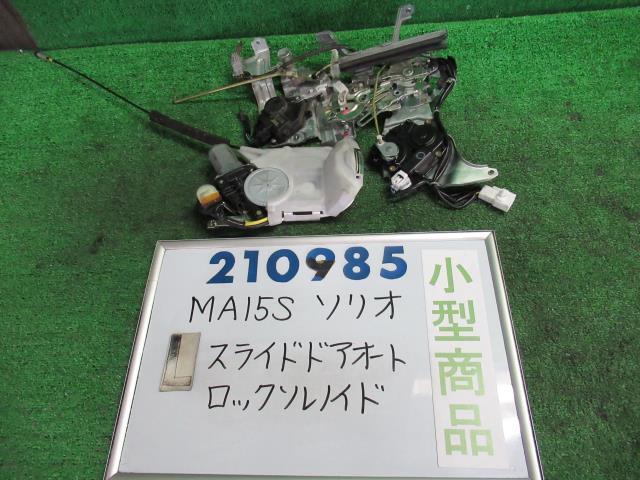 210985
MA15S ソリオ
スライドドアオート
ロックソレノイド
小型商品